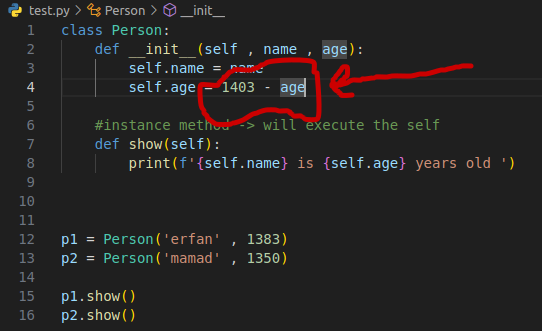 test.py > Person > __init__
1 class Person:
2     def __init__(self , name , age):
3         self.name = name
4         self.age = 1403 - age
5
6     #instance method -> will execute the self
7     def show(self):
8         print(f'{self.name} is {self.age} years old ')
9
10
11
12 p1 = Person('erfan' , 1383)
13 p2 = Person('mamad' , 1350)
14
15 p1.show()
16 p2.show()